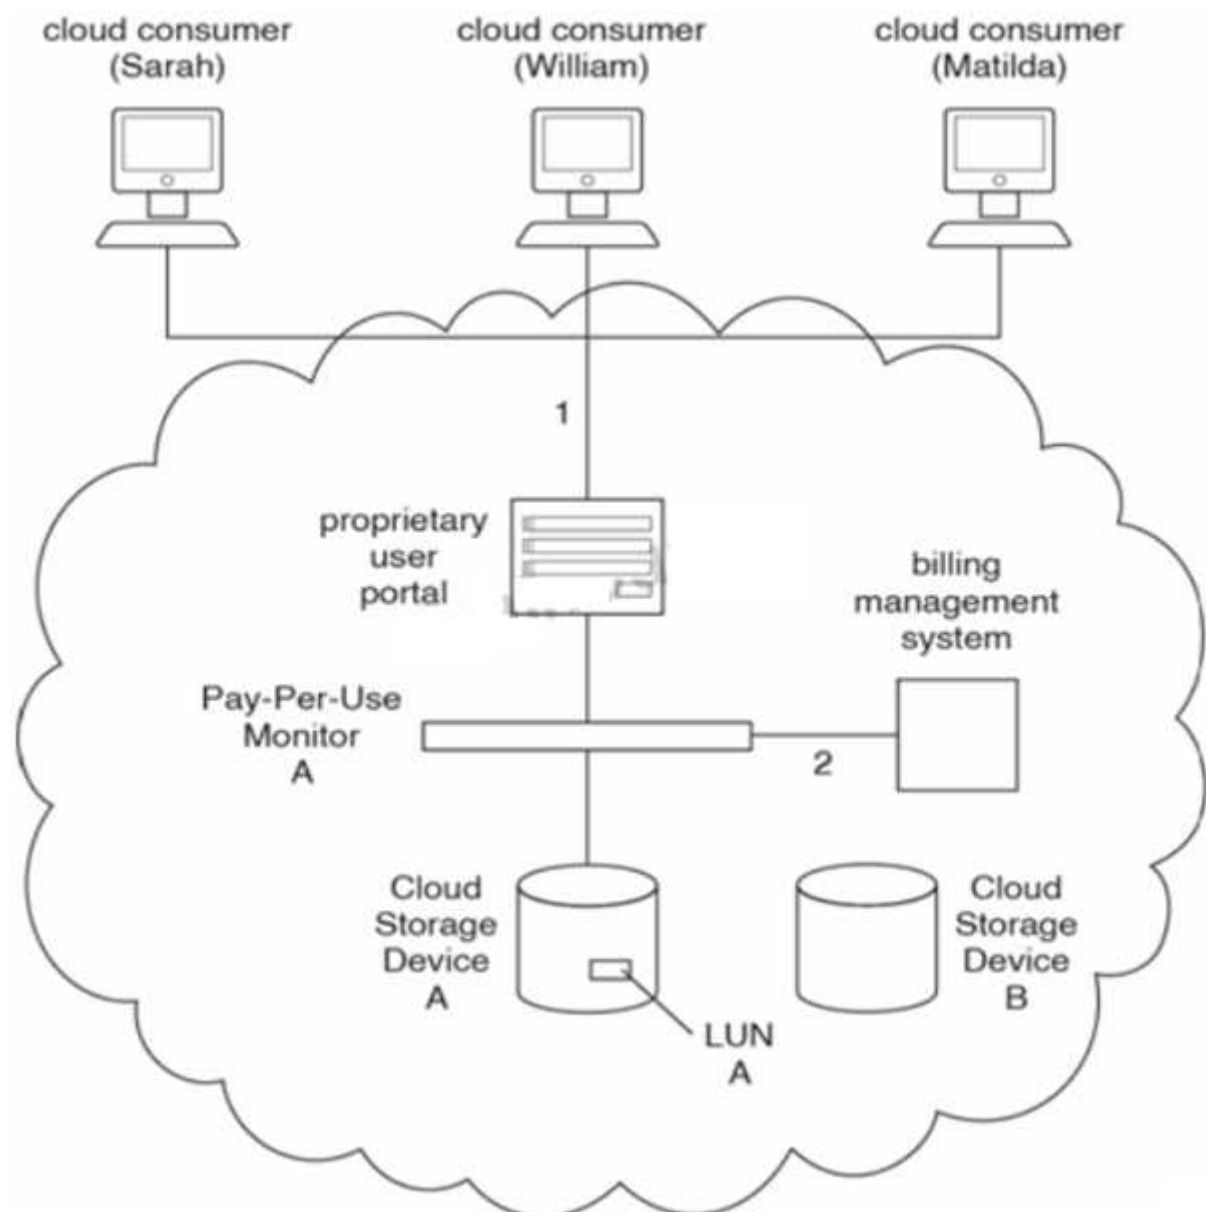 cloud consumer
(Sarah)
cloud consumer
(William)
cloud consumer
(Matilda)
1
proprietary
user
portal
billing
management
system
Pay-Per-Use
Monitor
A
2
Cloud
Storage
Device
A
Cloud
Storage
Device
B
LUN
A